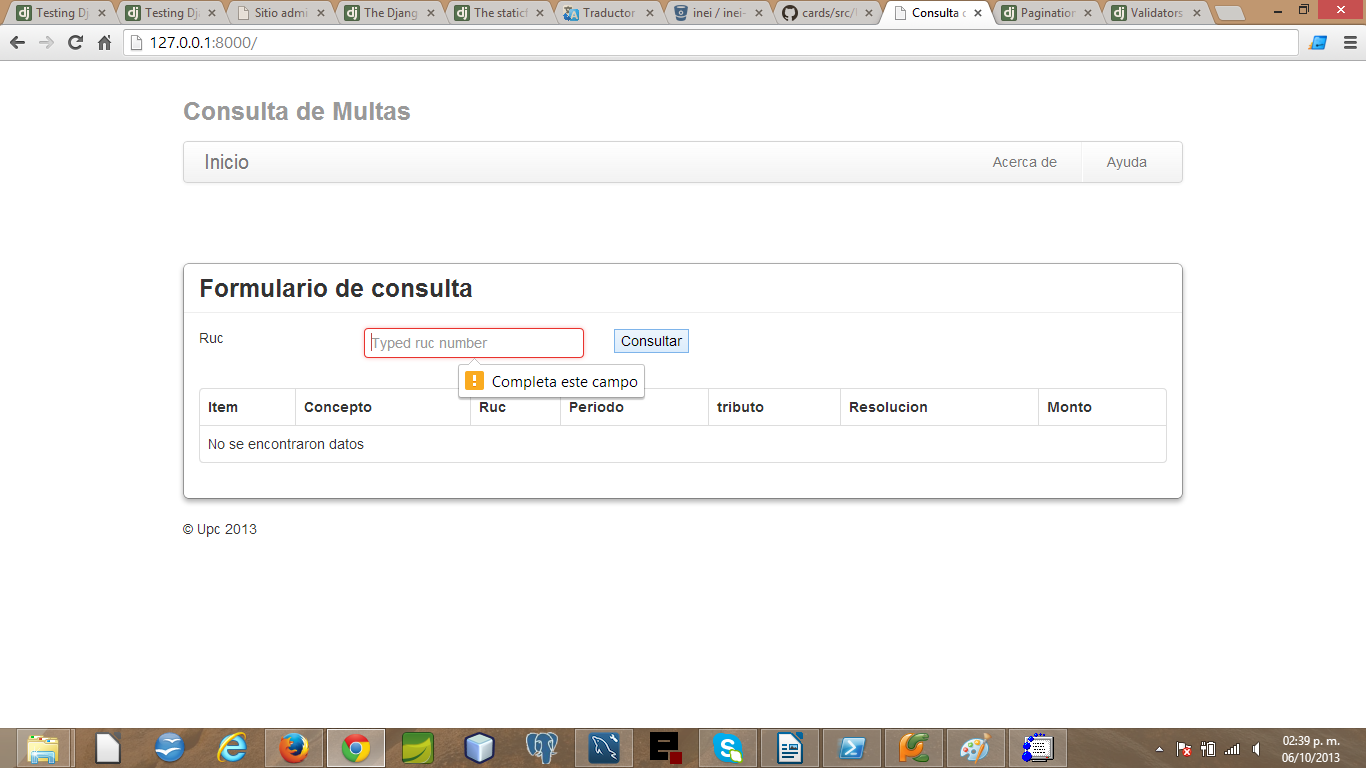 Testing Dj
Testing Dj
Sitio admi
The Djang
The staticf
Traductor
inei / inei-
cards/src/
Consulta d
Pagination
Validators
127.0.0.1:8000/
Consulta de Multas
Inicio
Acerca de
Ayuda
Formulario de consulta
Ruc
Typed ruc number
Consultar
Completa este campo
Item
Concepto
Ruc
Periodo
tributo
Resolucion
Monto
No se encontraron datos
© Upc 2013
02:39 p. m.
06/10/2013